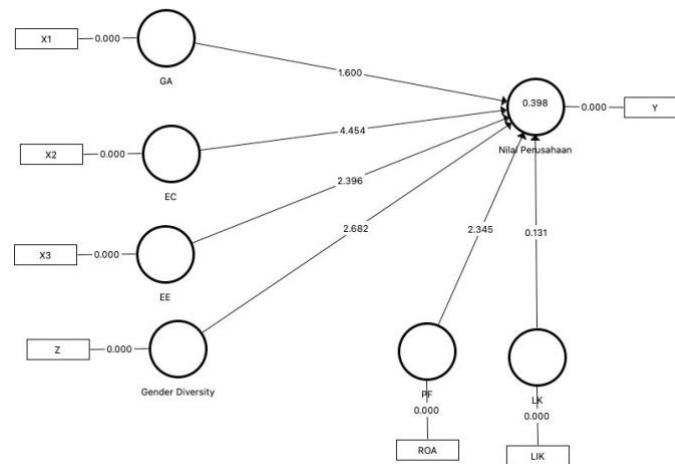 X1
0.000
GA
1.600
0.398
0.000
Y
Nilai Perusahaan
X2
0.000
EC
4.454
X3
0.000
EE
2.396
2.682
2.345
0.131
Z
0.000
Gender Diversity
PF
0.000
ROA
LK
0.000
LIK